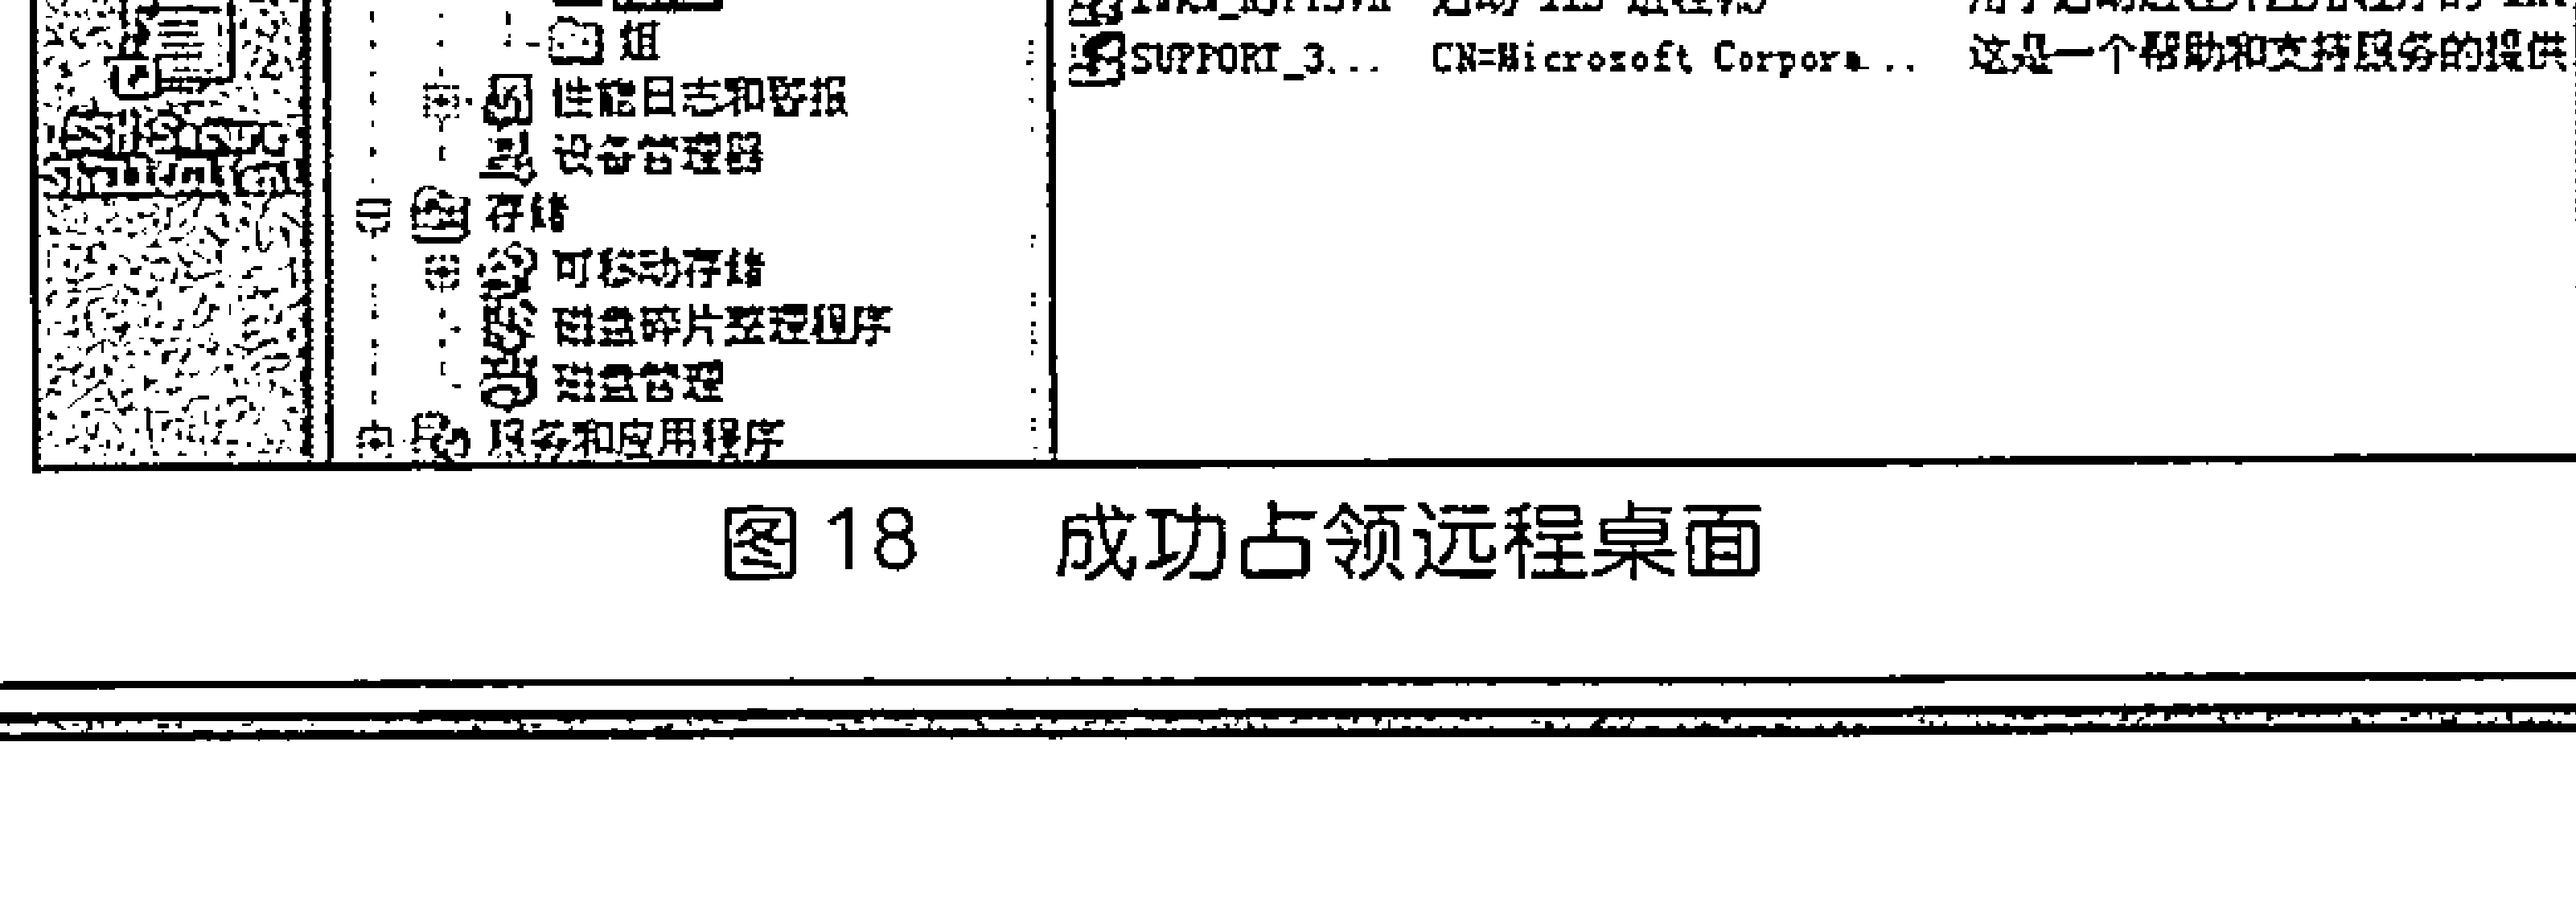 组
SUPPORT_3... CN=Microsoft Corpora... 这是一个帮助和支持服务的提供
性能日志和警报
设备管理器
存储
可移动存储
磁盘碎片整理程序
磁盘管理
服务和应用程序
图18 成功占领远程桌面